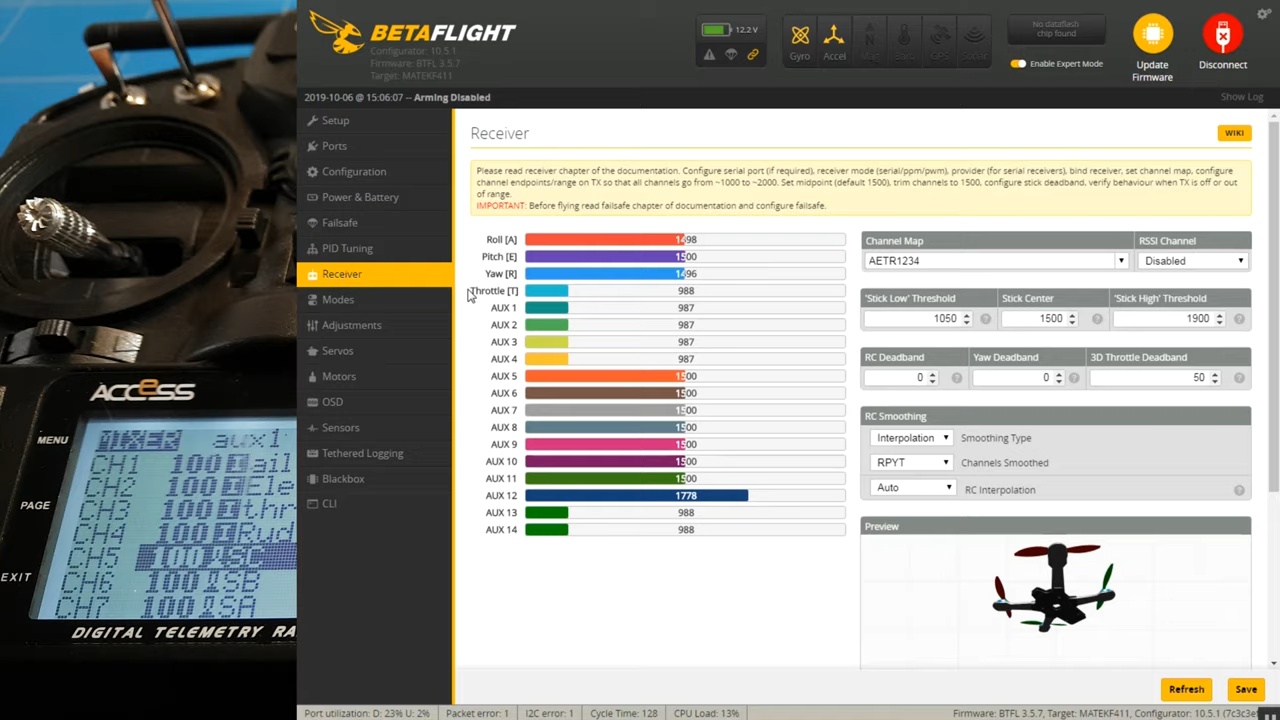 BETAFLIGHT
Configurator: 10.5.1
Firmware: BTFL 3.5.7
Target: MATEKF411
12.2 V
Gyro
Accel
No dataflash
chip found
Enable Expert Mode
Update
Firmware
Disconnect
2019-10-06 @ 15:06:07 -- Arming Disabled
Show Log
Setup
Ports
Configuration
Power & Battery
Failsafe
PID Tuning
Receiver
Modes
Adjustments
Servos
Motors
OSD
Sensors
Tethered Logging
Blackbox
CLI
Receiver
WIKI
Please read receiver chapter of the documentation. Configure serial port (if required), receiver mode (serial/ppm/pwm), provider (for serial receivers), bind receiver, set channel map, configure
channel endpoints/range on TX so that all channels go from ~1000 to ~2000. Set midpoint (default 1500), trim channels to 1500, configure stick deadband, verify behaviour when TX is off or out
of range.
IMPORTANT: Before flying read failsafe chapter of documentation and configure failsafe.
Roll [A] 1498
Pitch [E] 1500
Yaw [R] 1496
Throttle [T] 988
AUX 1 987
AUX 2 987
AUX 3 987
AUX 4 987
AUX 5 1500
AUX 6 1500
AUX 7 1500
AUX 8 1500
AUX 9 1500
AUX 10 1500
AUX 11 1500
AUX 12 1778
AUX 13 988
AUX 14 988
Channel Map RSSI Channel
AETR1234 Disabled
'Stick Low' Threshold Stick Center 'Stick High' Threshold
1050 1500 1900
RC Deadband Yaw Deadband 3D Throttle Deadband
0 0 50
RC Smoothing
Interpolation Smoothing Type
RPYT Channels Smoothed
Auto RC Interpolation
Preview
Refresh Save
Port utilization: D: 23% U: 2% Packet error: 1 I2C error: 1 Cycle Time: 128 CPU Load: 13% Firmware: BTFL 3.5.7, Target: MATEKF411, Configurator: 10.5.1 (7c3c3e
ACCESS
MENU
PAGE
EXIT
MIXER aux1
CH1 100 ail
CH2 100 Ele
CH3 100 thr
CH4 100 Rud
CH5 100 SC
CH6 100 SB
CH7 100 SA
DIGITAL TELEMETRY RA